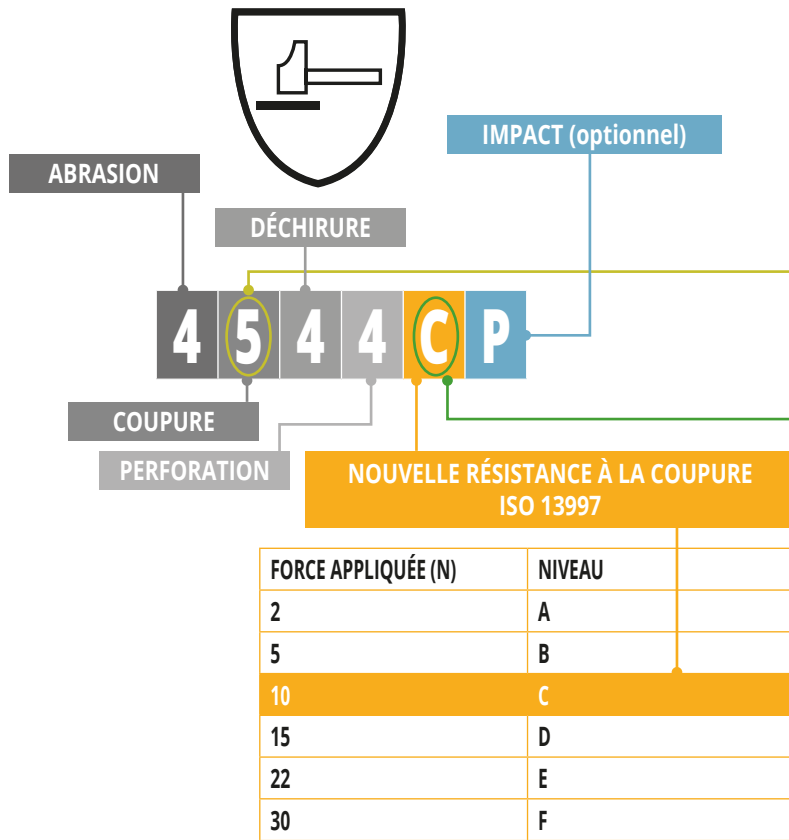 IMPACT (optionnel)
ABRASION
DÉCHIRURE
4 5 4 4 C P
COUPURE
PERFORATION
NOUVELLE RÉSISTANCE À LA COUPURE
ISO 13997
FORCE APPLIQUÉE (N) NIVEAU
2 A
5 B
10 C
15 D
22 E
30 F